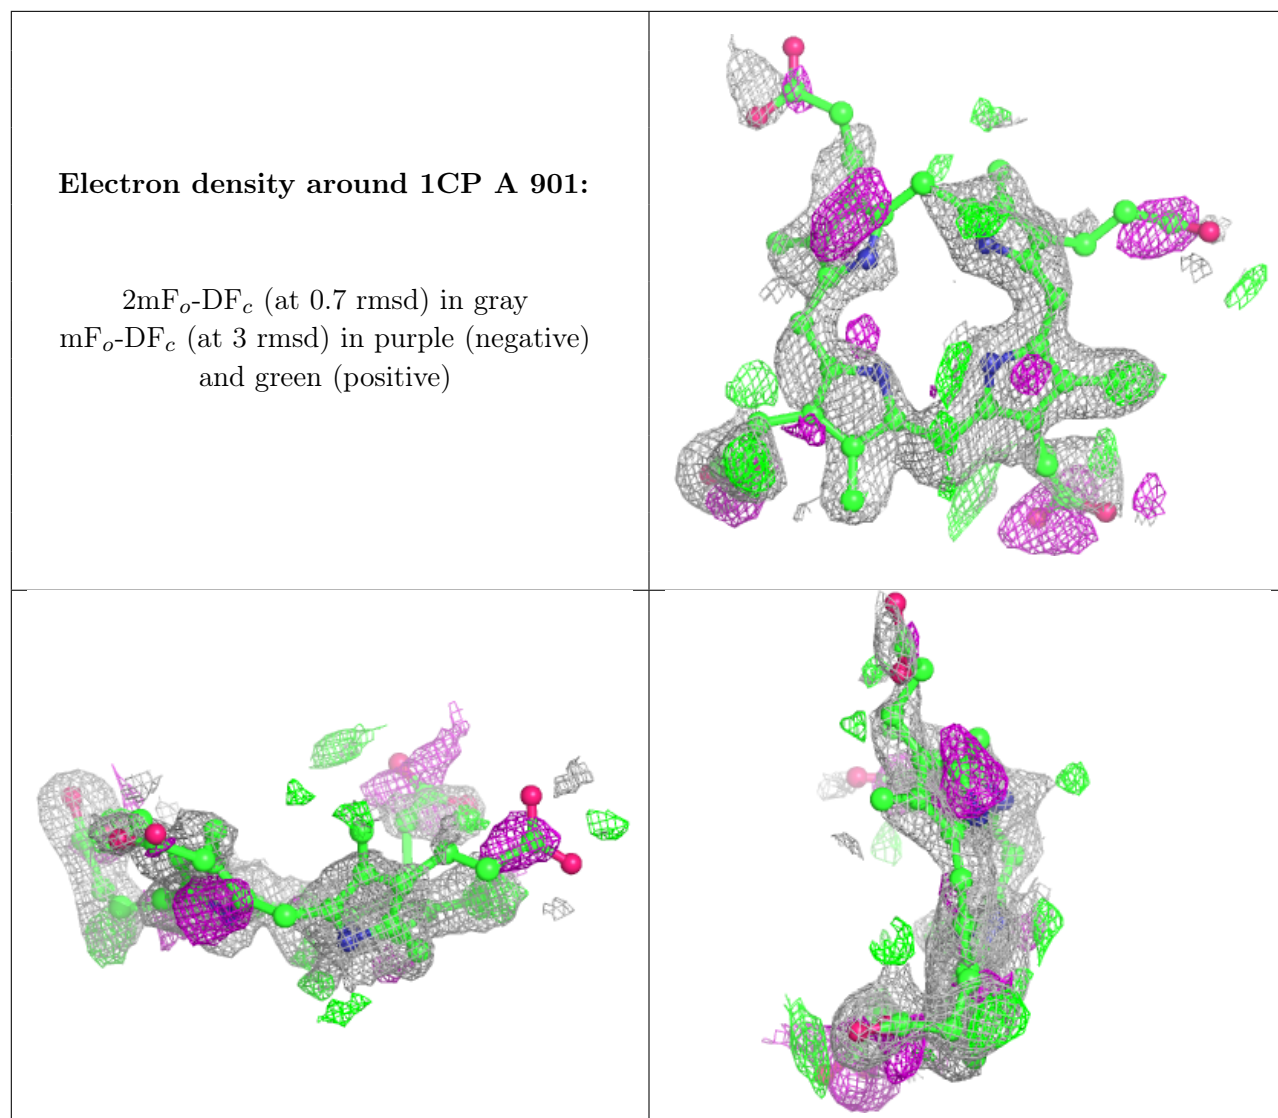 Electron density around 1CP A 901:
2mFo-DFc (at 0.7 rmsd) in gray
mFo-DFc (at 3 rmsd) in purple (negative)
and green (positive)